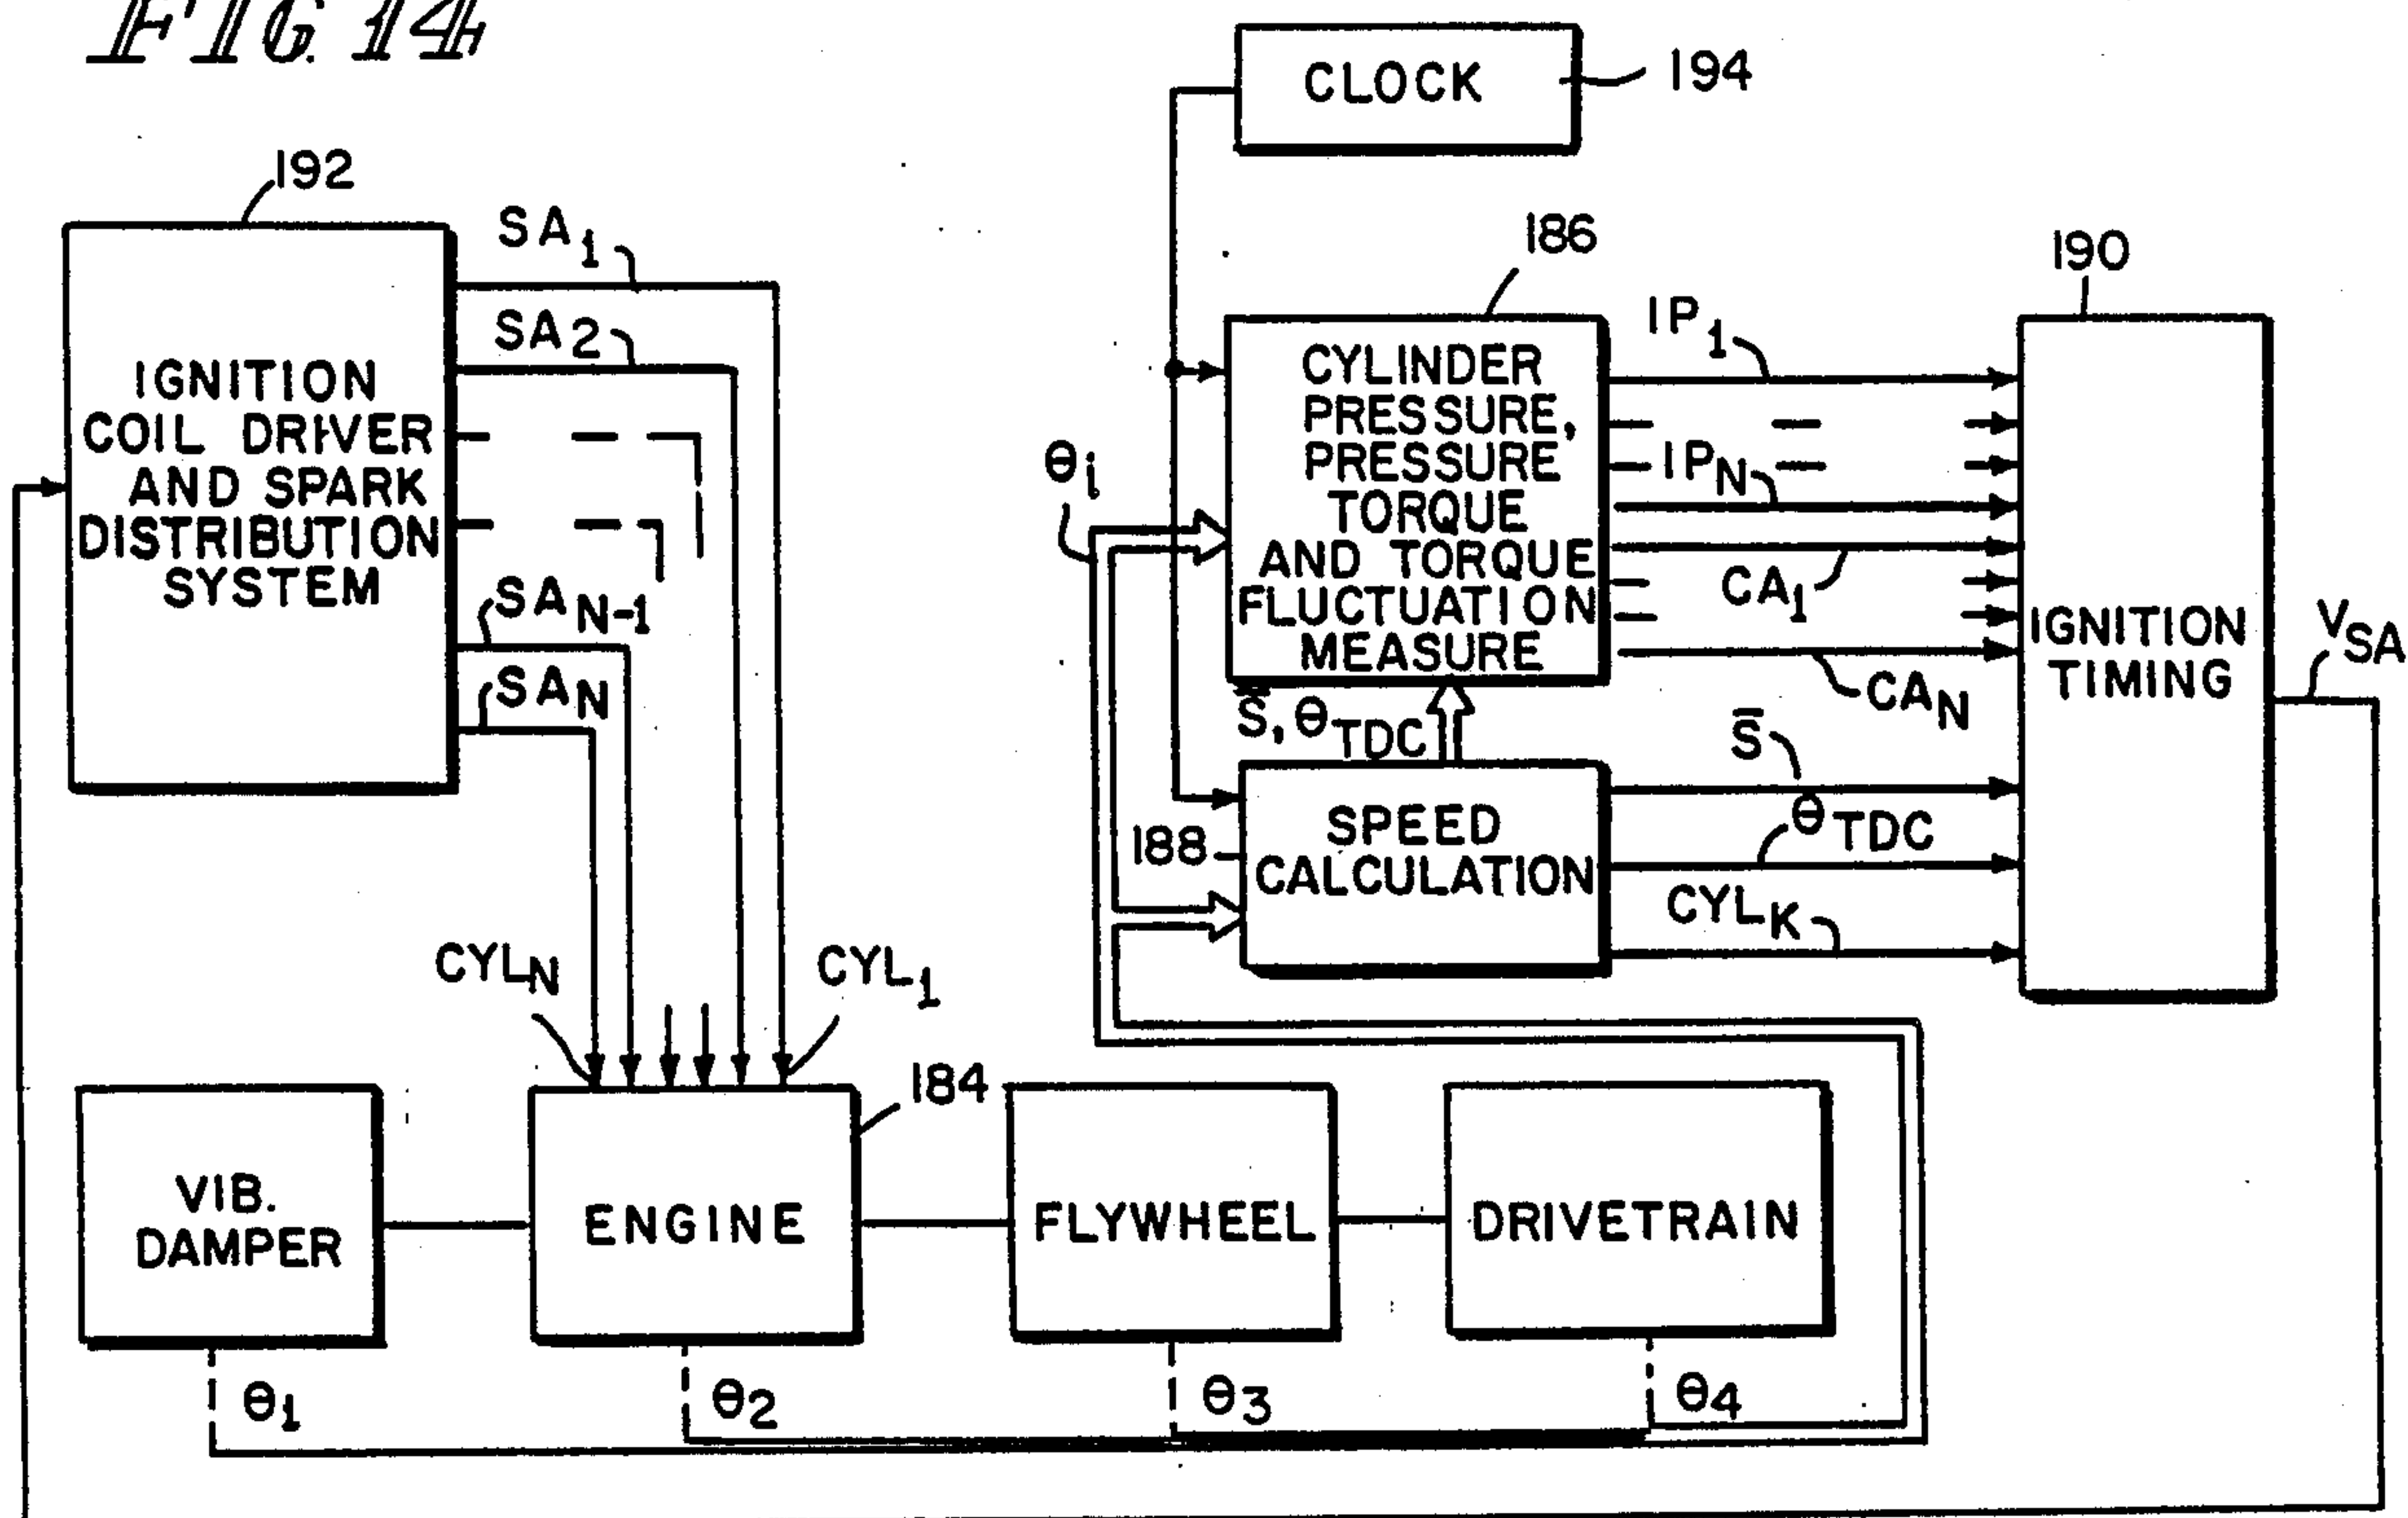 FIG. 14
CLOCK
194
192
IGNITION
COIL DRIVER
AND SPARK
DISTRIBUTION
SYSTEM
SA1
SA2
SAN-1
SAN
186
CYLINDER
PRESSURE,
PRESSURE
TORQUE
AND TORQUE
FLUCTUATION
MEASURE
θi
IP1
IPN
CA1
CAN
190
IGNITION
TIMING
VSA
S̄, θTDC
188
SPEED
CALCULATION
S̄
θTDC
CYLK
CYLN
CYL1
184
VIB.
DAMPER
ENGINE
FLYWHEEL
DRIVETRAIN
θ1
θ2
θ3
θ4